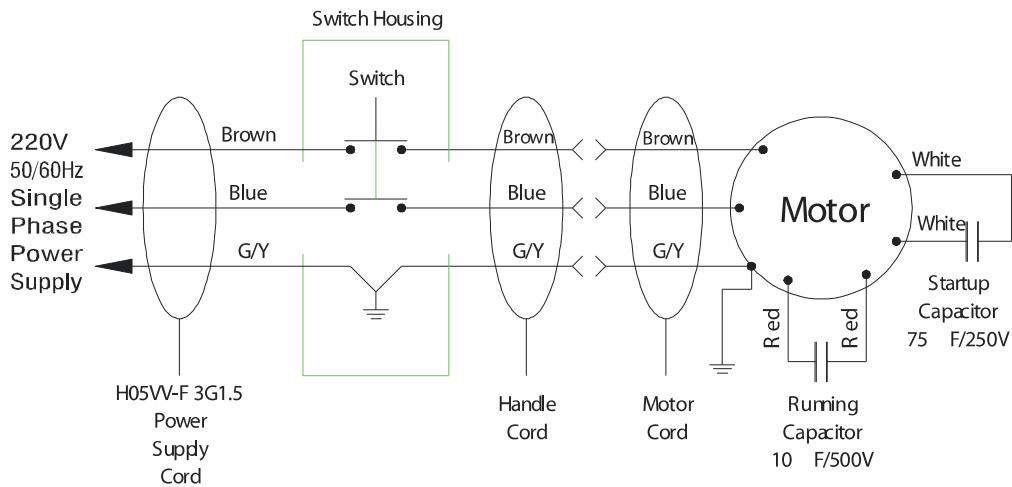 Switch Housing
Switch
220V
50/60Hz
Single
Phase
Power
Supply
Brown
Blue
G/Y
Brown
Blue
G/Y
Brown
Blue
G/Y
Motor
White
White
Startup
Capacitor
75 F/250V
Red
Red
Running
Capacitor
10 F/500V
H05VV-F 3G1.5
Power
Supply
Cord
Handle
Cord
Motor
Cord